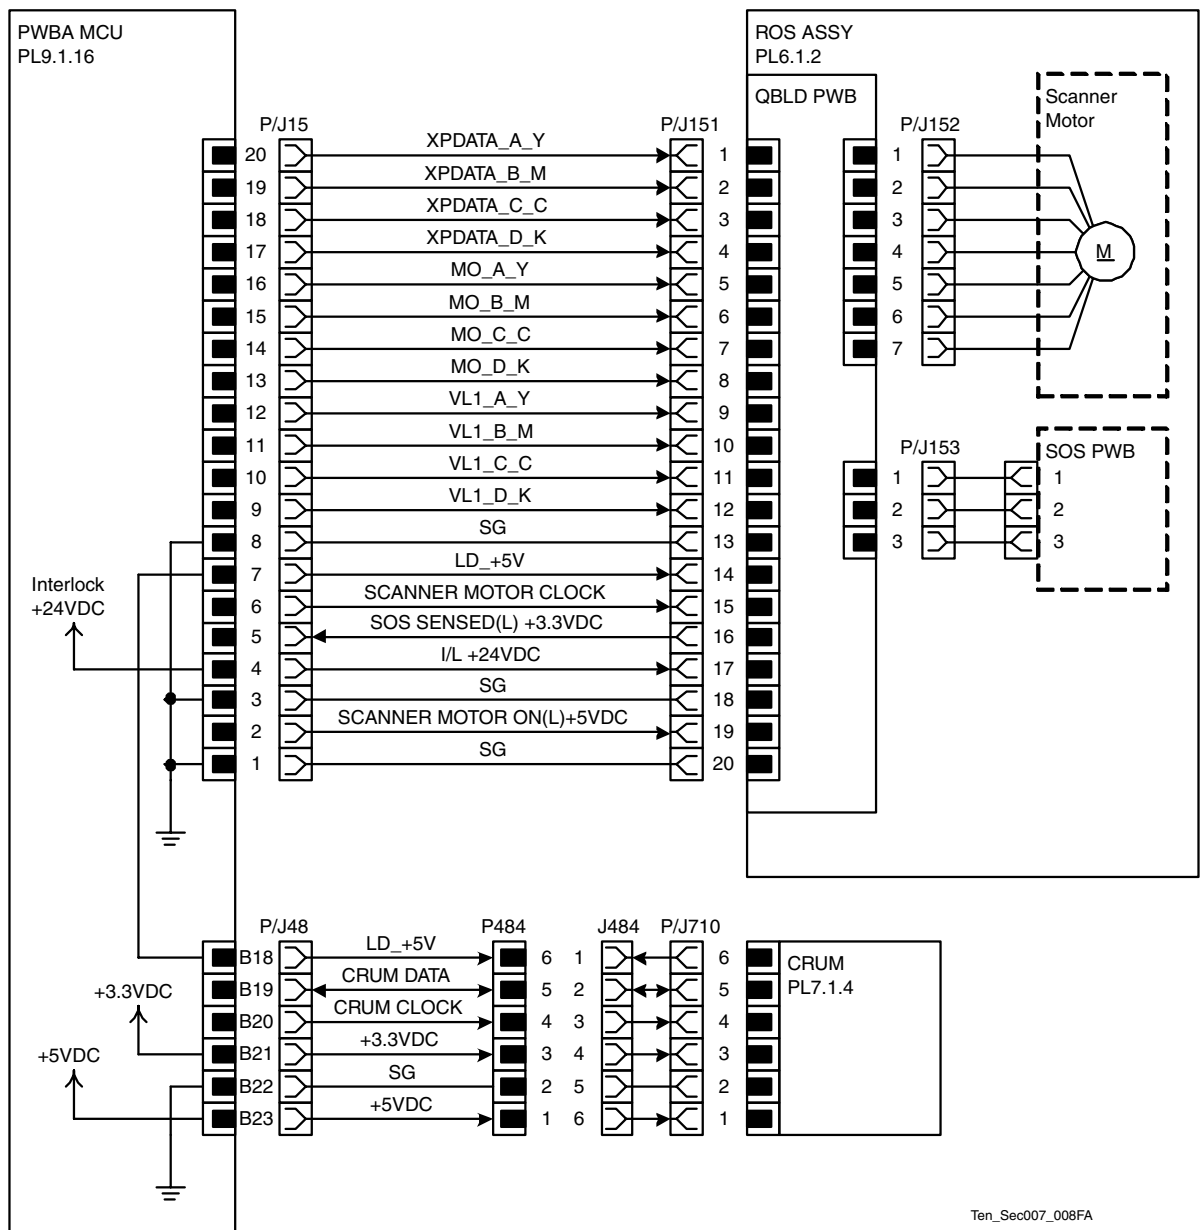 PWBA MCU
PL9.1.16
ROS ASSY
PL6.1.2
QBLD PWB
Scanner
Motor
P/J15
P/J151
P/J152
20 XPDATA_A_Y 1 1
19 XPDATA_B_M 2 2
18 XPDATA_C_C 3 3
17 XPDATA_D_K 4 4 M
16 MO_A_Y 5 5
15 MO_B_M 6 6
14 MO_C_C 7 7
13 MO_D_K 8
12 VL1_A_Y 9
P/J153 SOS PWB
11 VL1_B_M 10
10 VL1_C_C 11 1 1
9 VL1_D_K 12 2 2
8 SG 13 3 3
7 LD_+5V 14
Interlock
+24VDC
6 SCANNER MOTOR CLOCK 15
5 SOS SENSED(L) +3.3VDC 16
4 I/L +24VDC 17
3 SG 18
2 SCANNER MOTOR ON(L)+5VDC 19
1 SG 20
P/J48 P484 J484 P/J710
B18 LD_+5V 6 1 6
CRUM
PL7.1.4
B19 CRUM DATA 5 2 5
+3.3VDC
B20 CRUM CLOCK 4 3 4
B21 +3.3VDC 3 4 3
+5VDC
B22 SG 2 5 2
B23 +5VDC 1 6 1
Ten_Sec007_008FA